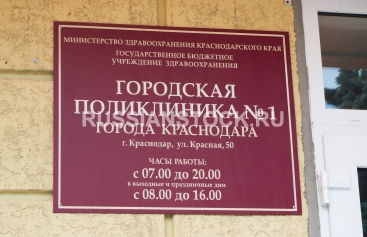 МИНИСТЕРСТВО ЗДРАВООХРАНЕНИЯ КРАСНОДАРСКОГО КРАЯ
ГОСУДАРСТВЕННОЕ БЮДЖЕТНОЕ
УЧРЕЖДЕНИЕ ЗДРАВООХРАНЕНИЯ
ГОРОДСКАЯ
ПОЛИКЛИНИКА №1
RUSSIANSTOCK.RU
ГОРОДА КРАСНОДАРА
г. Краснодар, ул. Красная, 50
ЧАСЫ РАБОТЫ:
с 07.00 до 20.00
в выходные и праздничные дни
с 08.00 до 16.00